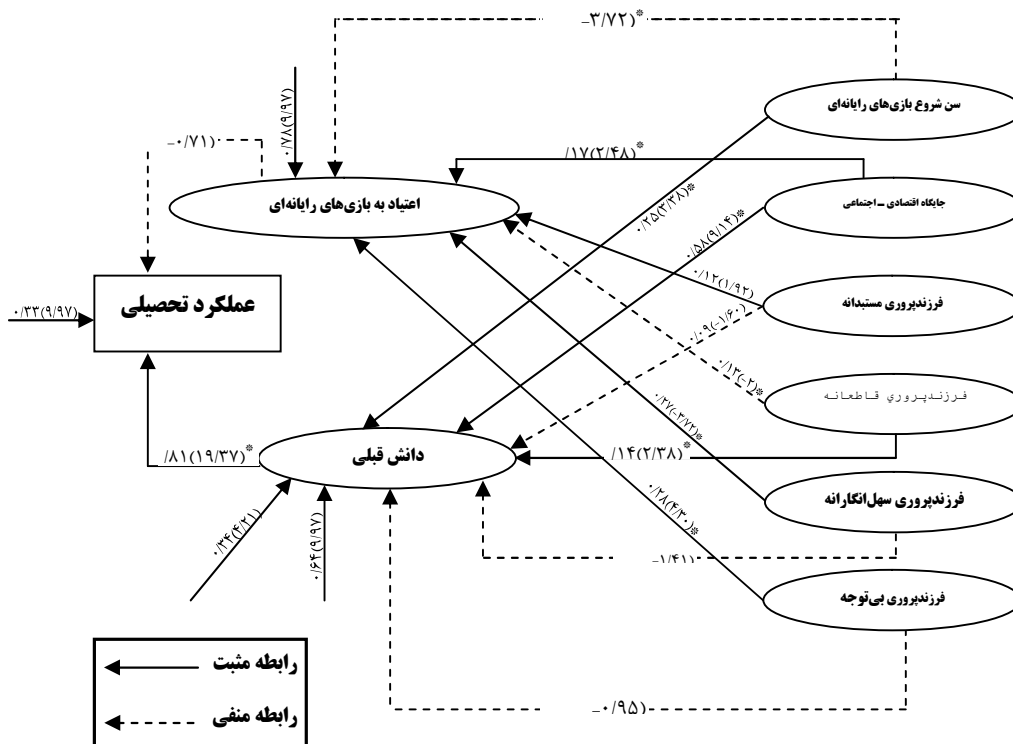 −۳/۷۲)*
سن شروع بازی‌های رایانه‌ای
۰/۷۸(۹/۹۷)
−۰/۷۱)
/۱۷(۲/۴۸)*
اعتیاد به بازی‌های رایانه‌ای
جایگاه اقتصادی ـ اجتماعی
۰/۲۵(۳/۳۸)*
۰/۵۸(۹/۱۴)*
عملکرد تحصیلی
۰/۳۳(۹/۹۷)
۰/۱۲(۱/۹۲)
فرزندپروری مستبدانه
۰/۰۹(-۱/۶۰)
۰/۱۳(-۲)*
فرزندپروري قاطعانه
۰/۲۷(-۳/۷۲)*
/۱۴(۲/۳۸)*
دانش قبلی
/۸۱(۱۹/۳۷)*
فرزندپروری سهل‌انگارانه
۰/۲۸(۴/۳۰)*
۰/۳۴(۴/۲۱)
۰/۶۴(۹/۹۷)
−۱/۴۱)
فرزندپروری بی‌توجه
رابطه مثبت
رابطه منفی
−۰/۹۵)